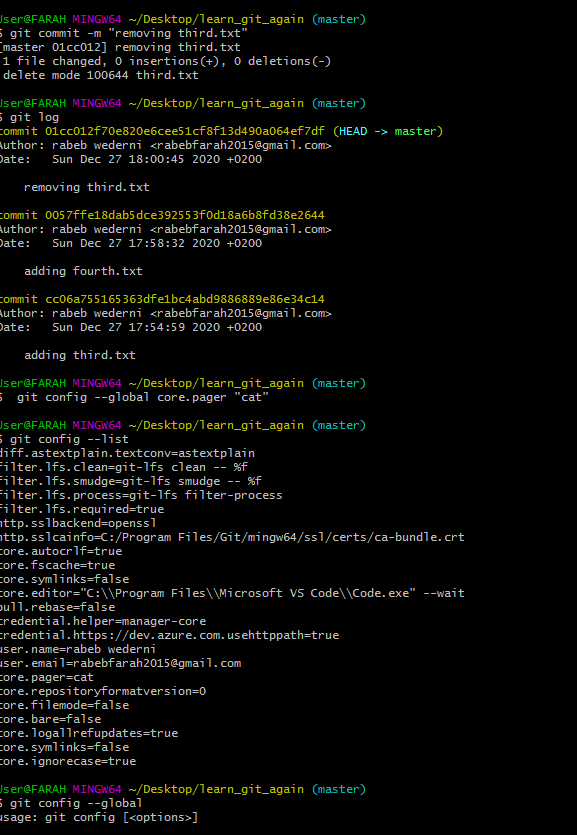 User@FARAH MINGW64 ~/Desktop/learn_git_again (master)
$ git commit -m "removing third.txt"
[master 01cc012] removing third.txt
1 file changed, 0 insertions(+), 0 deletions(-)
delete mode 100644 third.txt
User@FARAH MINGW64 ~/Desktop/learn_git_again (master)
$ git log
commit 01cc012f70e820e6cee51cf8f13d490a064ef7df (HEAD -> master)
Author: rabeb wederni <rabebfarah2015@gmail.com>
Date:   Sun Dec 27 18:00:45 2020 +0200
removing third.txt
commit 0057ffe18dab5dce392553f0d18a6b8fd38e2644
Author: rabeb wederni <rabebfarah2015@gmail.com>
Date:   Sun Dec 27 17:58:32 2020 +0200
adding fourth.txt
commit cc06a755165363dfe1bc4abd9886889e86e34c14
Author: rabeb wederni <rabebfarah2015@gmail.com>
Date:   Sun Dec 27 17:54:59 2020 +0200
adding third.txt
User@FARAH MINGW64 ~/Desktop/learn_git_again (master)
$  git config --global core.pager "cat"
User@FARAH MINGW64 ~/Desktop/learn_git_again (master)
$ git config --list
diff.astextplain.textconv=astextplain
filter.lfs.clean=git-lfs clean -- %f
filter.lfs.smudge=git-lfs smudge -- %f
filter.lfs.process=git-lfs filter-process
filter.lfs.required=true
http.sslbackend=openssl
http.sslcainfo=C:/Program Files/Git/mingw64/ssl/certs/ca-bundle.crt
core.autocrlf=true
core.fscache=true
core.symlinks=false
core.editor="C:\\Program Files\\Microsoft VS Code\\Code.exe" --wait
pull.rebase=false
credential.helper=manager-core
credential.https://dev.azure.com.usehttppath=true
user.name=rabeb wederni
user.email=rabebfarah2015@gmail.com
core.pager=cat
core.repositoryformatversion=0
core.filemode=false
core.bare=false
core.logallrefupdates=true
core.symlinks=false
core.ignorecase=true
User@FARAH MINGW64 ~/Desktop/learn_git_again (master)
$ git config --global
usage: git config [<options>]